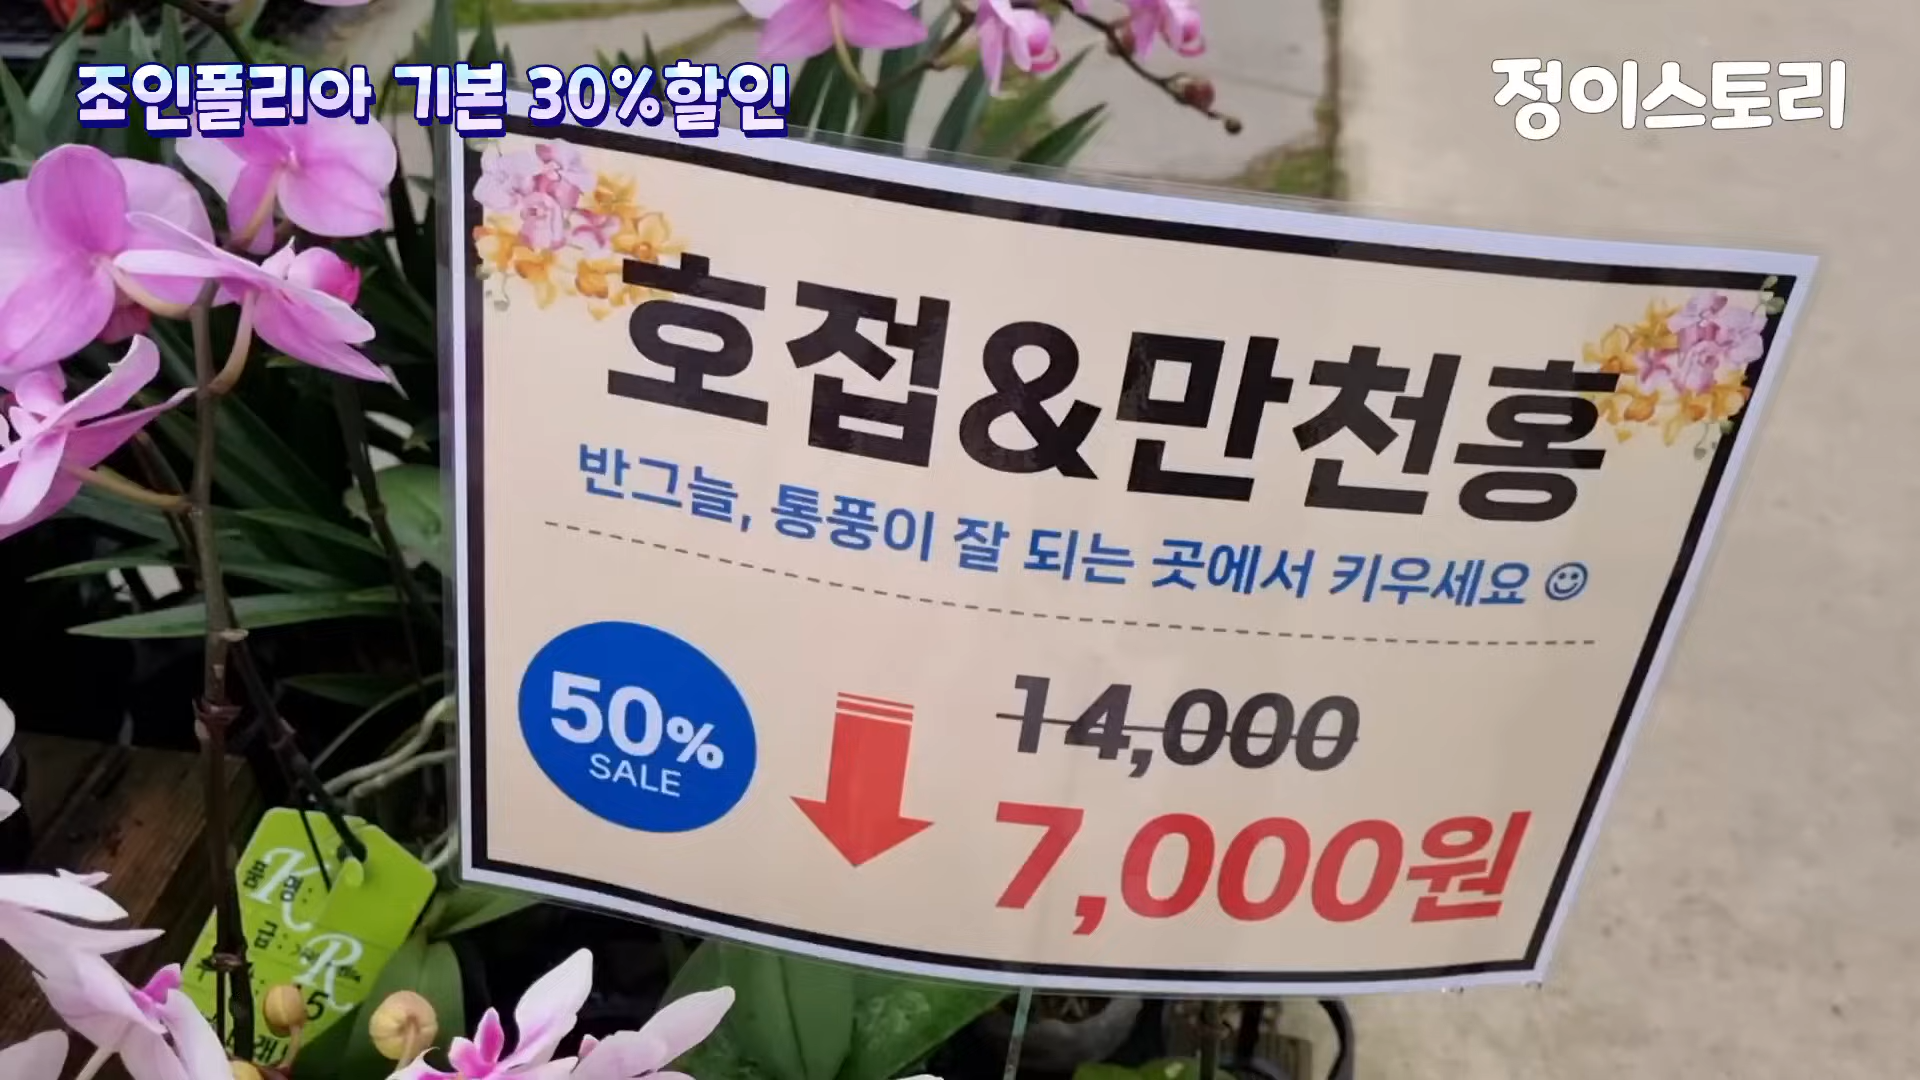 조인폴리아 기본 30%할인
정이스토리
호접&만천홍
반그늘, 통풍이 잘 되는 곳에서 키우세요
50%
SALE
14,000
7,000원
K
R
5